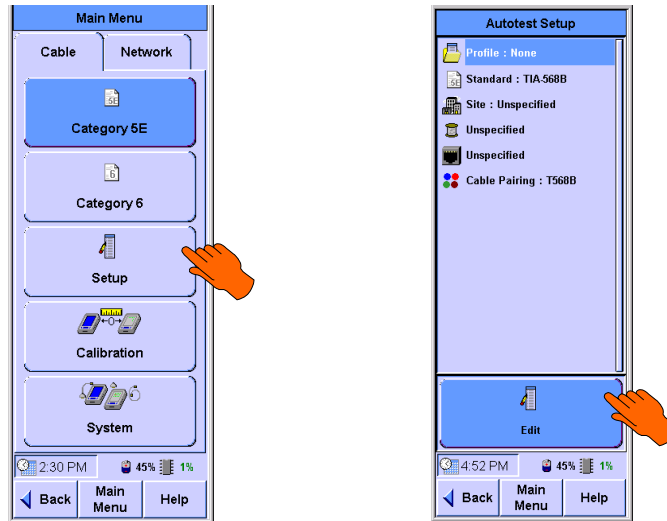 Main Menu
Cable
Network
5E
Category 5E
6
Category 6
Setup
Calibration
System
2:30 PM
45%
1%
Back
Main
Menu
Help
Autotest Setup
Profile : None
5E
Standard : TIA-568B
Site : Unspecified
Unspecified
Unspecified
Cable Pairing : T568B
Edit
4:52 PM
45%
1%
Back
Main
Menu
Help